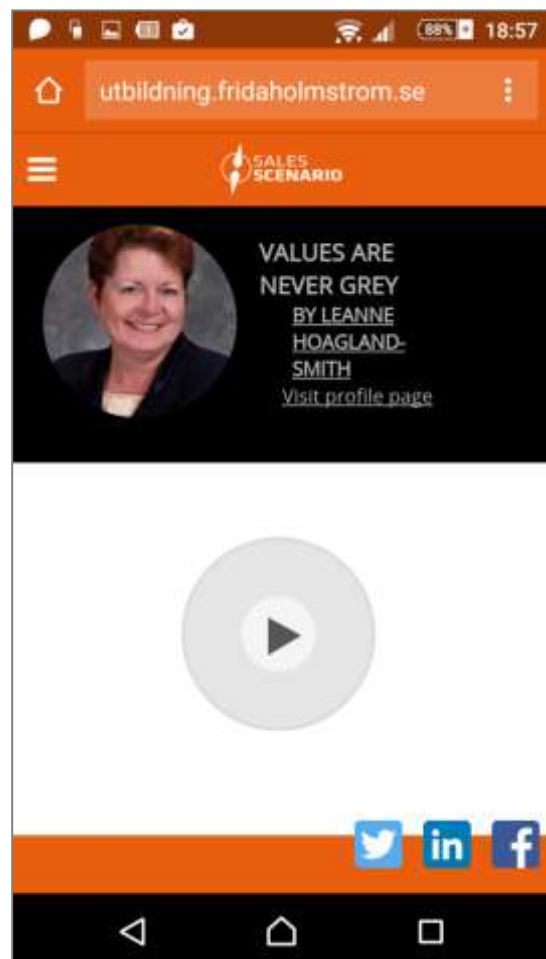 88% 18:57
utbildning.fridaholmstrom.se
SALES
SCENARIO
VALUES ARE
NEVER GREY
BY LEANNE
HOAGLAND-
SMITH
Visit profile page
in f